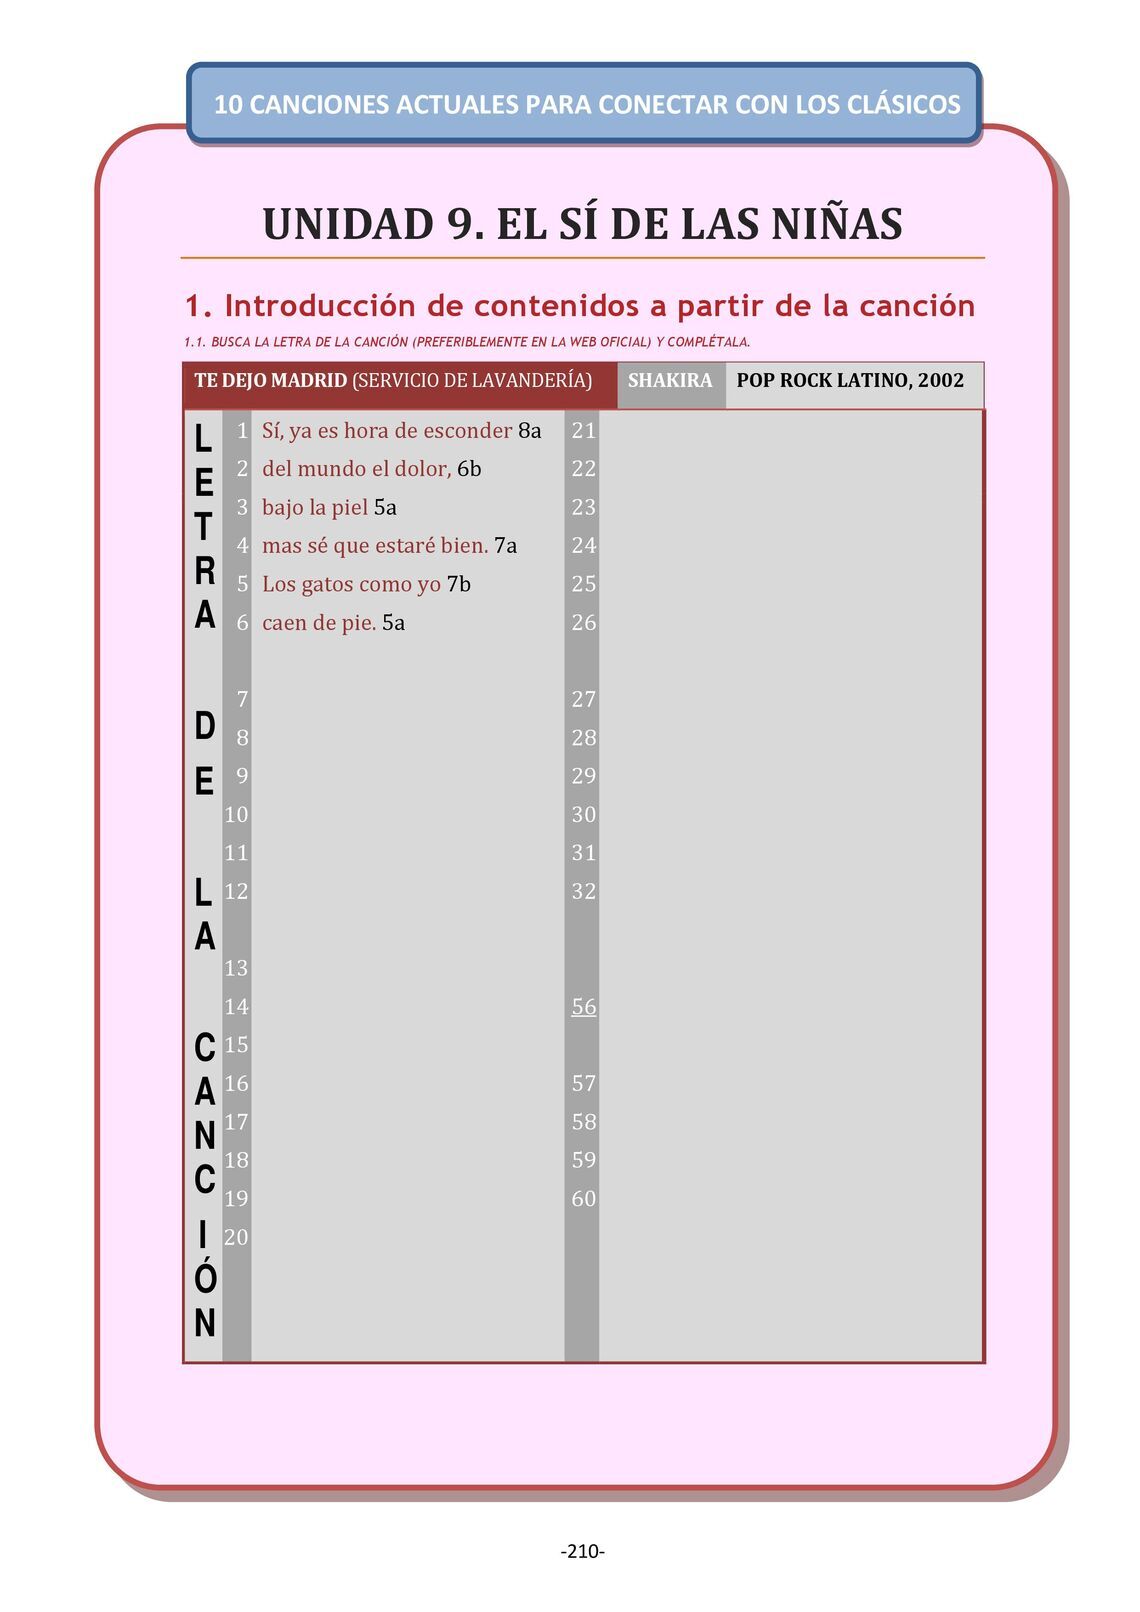 10 CANCIONES ACTUALES PARA CONECTAR CON LOS CLÁSICOS
UNIDAD 9. EL SÍ DE LAS NIÑAS
1. Introducción de contenidos a partir de la canción
1.1. BUSCA LA LETRA DE LA CANCIÓN (PREFERIBLEMENTE EN LA WEB OFICIAL) Y COMPLÉTALA.
TE DEJO MADRID (SERVICIO DE LAVANDERÍA) SHAKIRA POP ROCK LATINO, 2002
LETRA DE LA CANCIÓN
1 Sí, ya es hora de esconder 8a
2 del mundo el dolor, 6b
3 bajo la piel 5a
4 mas sé que estaré bien. 7a
5 Los gatos como yo 7b
6 caen de pie. 5a
7
8
9
10
11
12
13
14
15
16
17
18
19
20
21
22
23
24
25
26
27
28
29
30
31
32
56
57
58
59
60
-210-